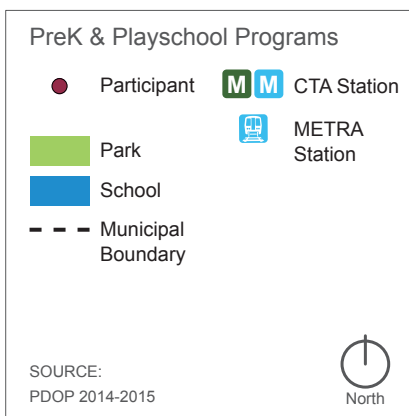 PreK & Playschool Programs
Participant
M M CTA Station
METRA
Station
Park
School
Municipal
Boundary
SOURCE:
PDOP 2014-2015
North